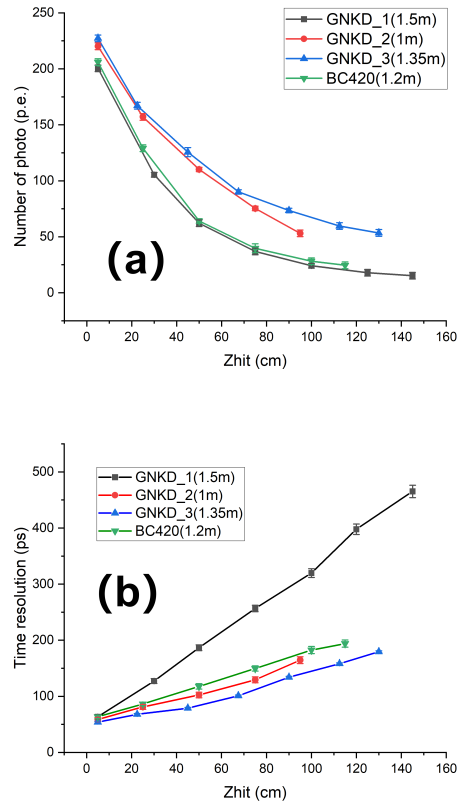 (a)
GNKD_1(1.5m)
GNKD_2(1m)
GNKD_3(1.35m)
BC420(1.2m)
Number of photo (p.e.)
250
200
150
100
50
0
0 20 40 60 80 100 120 140 160
Zhit (cm)
(b)
GNKD_1(1.5m)
GNKD_2(1m)
GNKD_3(1.35m)
BC420(1.2m)
Time resolution (ps)
500
400
300
200
100
0
0 20 40 60 80 100 120 140 160
Zhit (cm)